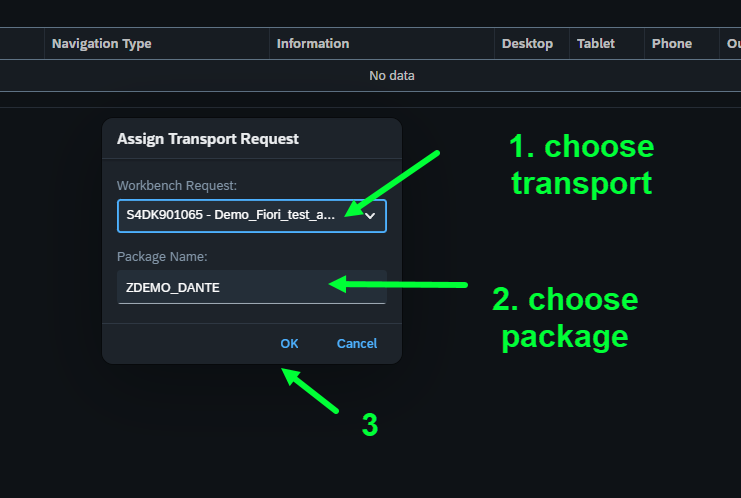 Navigation Type Information Desktop Tablet Phone Ou
No data
Assign Transport Request
Workbench Request:
S4DK901065 - Demo_Fiori_test_a...
Package Name:
ZDEMO_DANTE
OK Cancel
1. choose
transport
2. choose
package
3